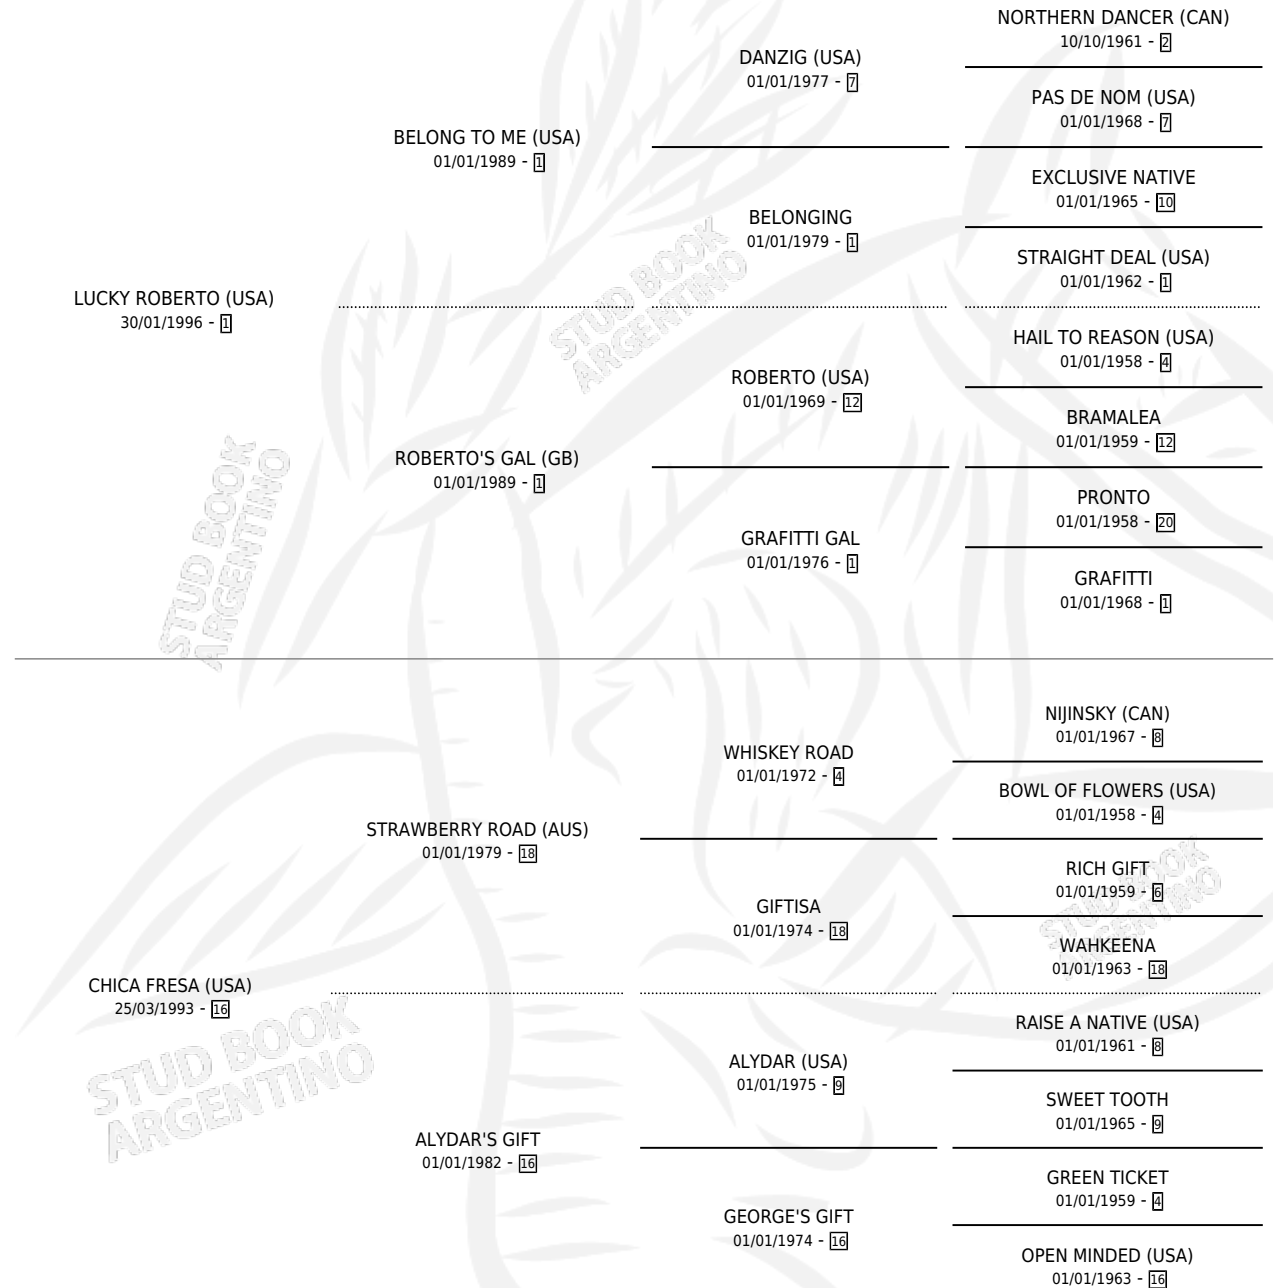 NORTHERN DANCER (CAN)
10/10/1961 - 2
DANZIG (USA)
01/01/1977 - 7
PAS DE NOM (USA)
01/01/1968 - 7
BELONG TO ME (USA)
01/01/1989 - 1
EXCLUSIVE NATIVE
01/01/1965 - 10
BELONGING
01/01/1979 - 1
STRAIGHT DEAL (USA)
01/01/1962 - 1
LUCKY ROBERTO (USA)
30/01/1996 - 1
STUD BOOK
ARGENTINO
HAIL TO REASON (USA)
01/01/1958 - 4
ROBERTO (USA)
01/01/1969 - 12
BRAMALEA
01/01/1959 - 12
ROBERTO'S GAL (GB)
01/01/1989 - 1
PRONTO
01/01/1958 - 20
GRAFITTI GAL
01/01/1976 - 1
GRAFITTI
01/01/1968 - 1
STUD BOOK
ARGENTINO
NIJINSKY (CAN)
01/01/1967 - 8
WHISKEY ROAD
01/01/1972 - 4
BOWL OF FLOWERS (USA)
01/01/1958 - 4
STRAWBERRY ROAD (AUS)
01/01/1979 - 18
RICH GIFT
01/01/1959 - 6
GIFTISA
01/01/1974 - 18
STUD BOOK
ARGENTINO
WAHKEENA
01/01/1963 - 18
CHICA FRESA (USA)
25/03/1993 - 16
STUD BOOK
ARGENTINO
RAISE A NATIVE (USA)
01/01/1961 - 8
ALYDAR (USA)
01/01/1975 - 9
SWEET TOOTH
01/01/1965 - 9
ALYDAR'S GIFT
01/01/1982 - 16
GREEN TICKET
01/01/1959 - 4
GEORGE'S GIFT
01/01/1974 - 16
OPEN MINDED (USA)
01/01/1963 - 16